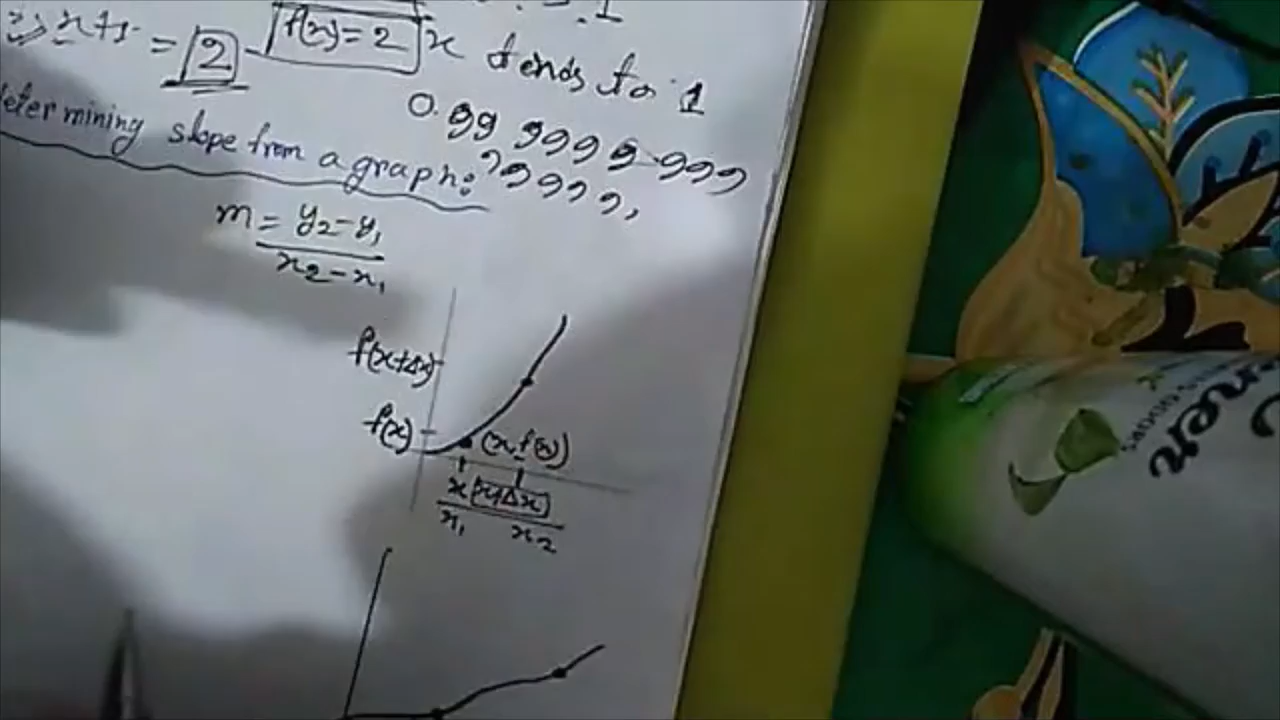 = 2 f(x) = 2 x tends to 1
0.99 9999-999
determining slope from a graph: 99999,
m = y₂-y₁
x₂-x₁
f(x+Δx)
f(x) (x, f(x))
x (x+Δx)
x₁ x₂